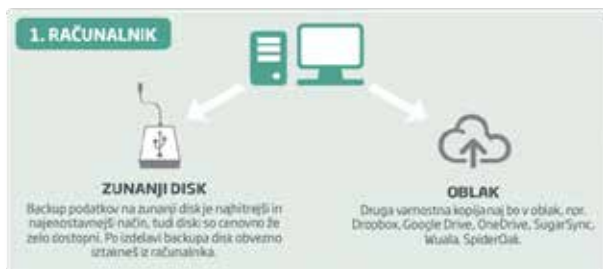 1. RAČUNALNIK
ZUNANJI DISK
Backup podatkov na zunanji disk je najhitrejši in
najenostavnejši način, tudi diski so cenovno že
zelo dostopni. Po izdelavi backupa disk obvezno
iztakneš iz računalnika.
OBLAK
Druga varnostna kopija naj bo v oblak, npr.
Dropbox, Google Drive, OneDrive, SugarSync,
Wuala, SpiderOak.